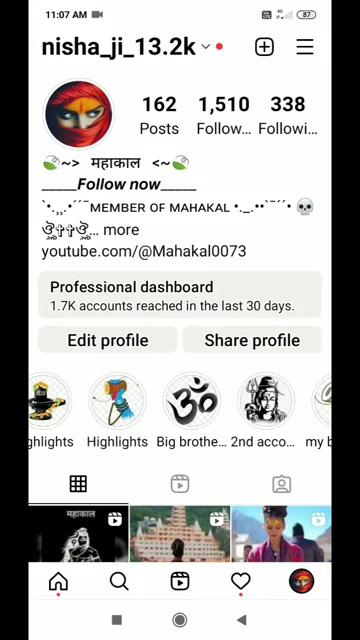 11:07 AM
87
nisha_ji_13.2k
162 1,510 338
Posts Follow... Followi...
~> महाकाल <~
_____Follow now_____
`•.¸¸.•´´¯`MEMBER OF MAHAKAL •._.••`¯´´•
... more
youtube.com/@Mahakal0073
Professional dashboard
1.7K accounts reached in the last 30 days.
Edit profile Share profile
ghlights Highlights Big brothe... 2nd acco... my b
महाकाल